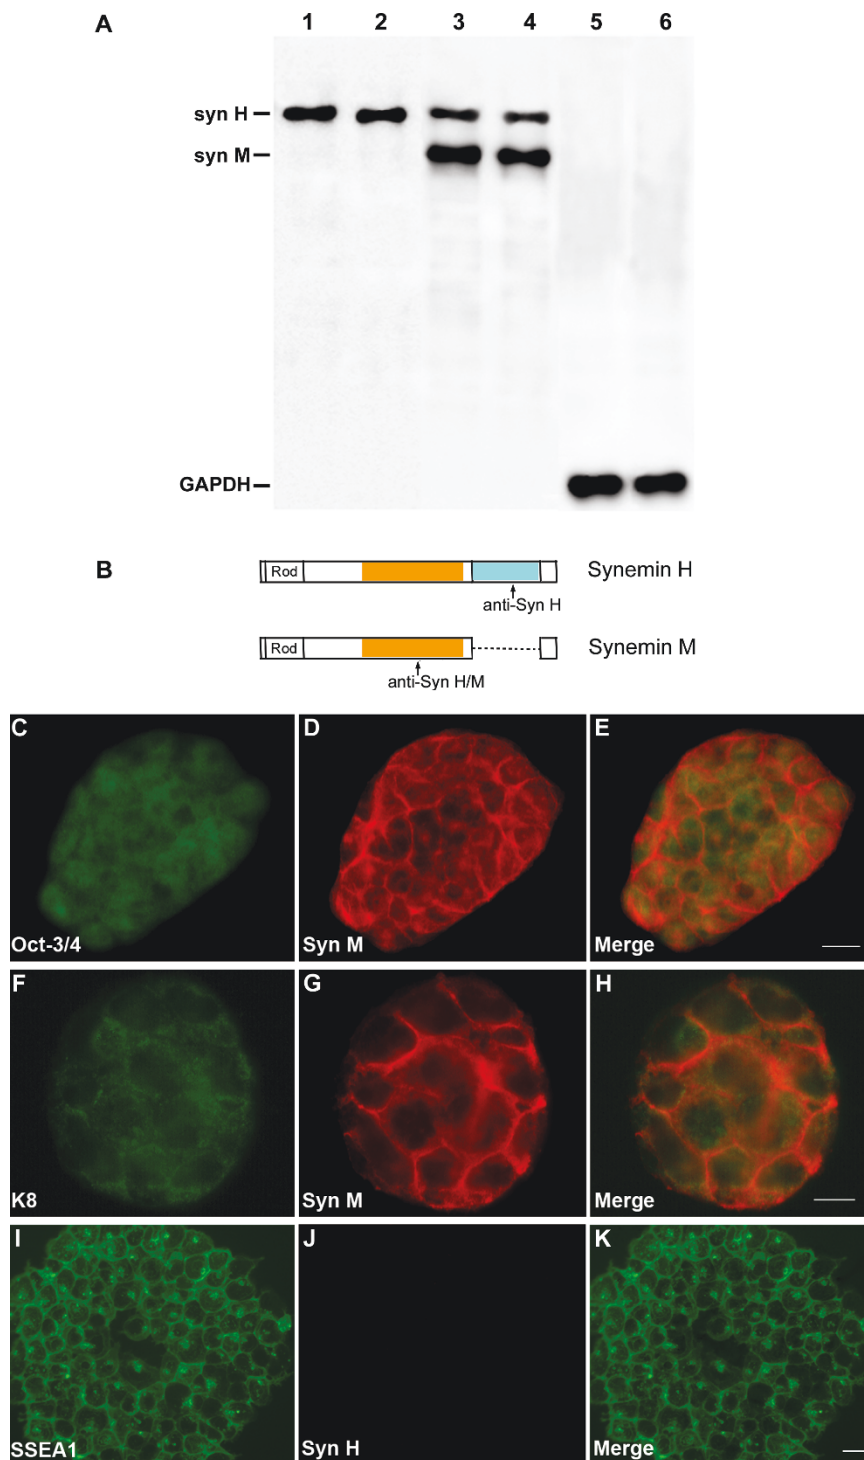 A
1 2 3 4 5 6
syn H
syn M
GAPDH
B
Rod
Synemin H
anti-Syn H
Rod
Synemin M
anti-Syn H/M
C D E
Oct-3/4 Syn M Merge
F G H
K8 Syn M Merge
I J K
SSEA1 Syn H Merge